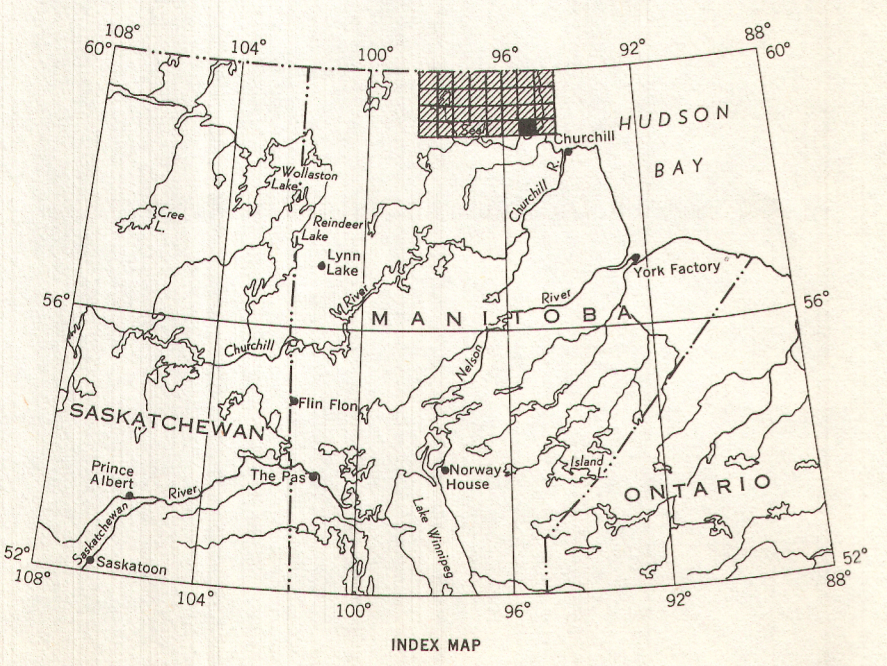 108°
104°
100°
96°
92°
88°
60°
60°
HUDSON
BAY
Seal
Churchill
Churchill R.
Wollaston
Lake
Cree
L.
Reindeer
Lake
Lynn
Lake
River
York Factory
River
56°
56°
MANITOBA
Churchill
Nelson
Flin Flon
SASKATCHEWAN
Prince
Albert
River
The Pas
Norway
House
Island
L.
ONTARIO
Saskatchewan
Lake Winnipeg
Saskatoon
52°
52°
108°
104°
100°
96°
92°
88°
INDEX MAP